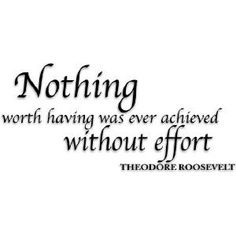 Nothing
worth having was ever achieved
without effort
THEODORE ROOSEVELT